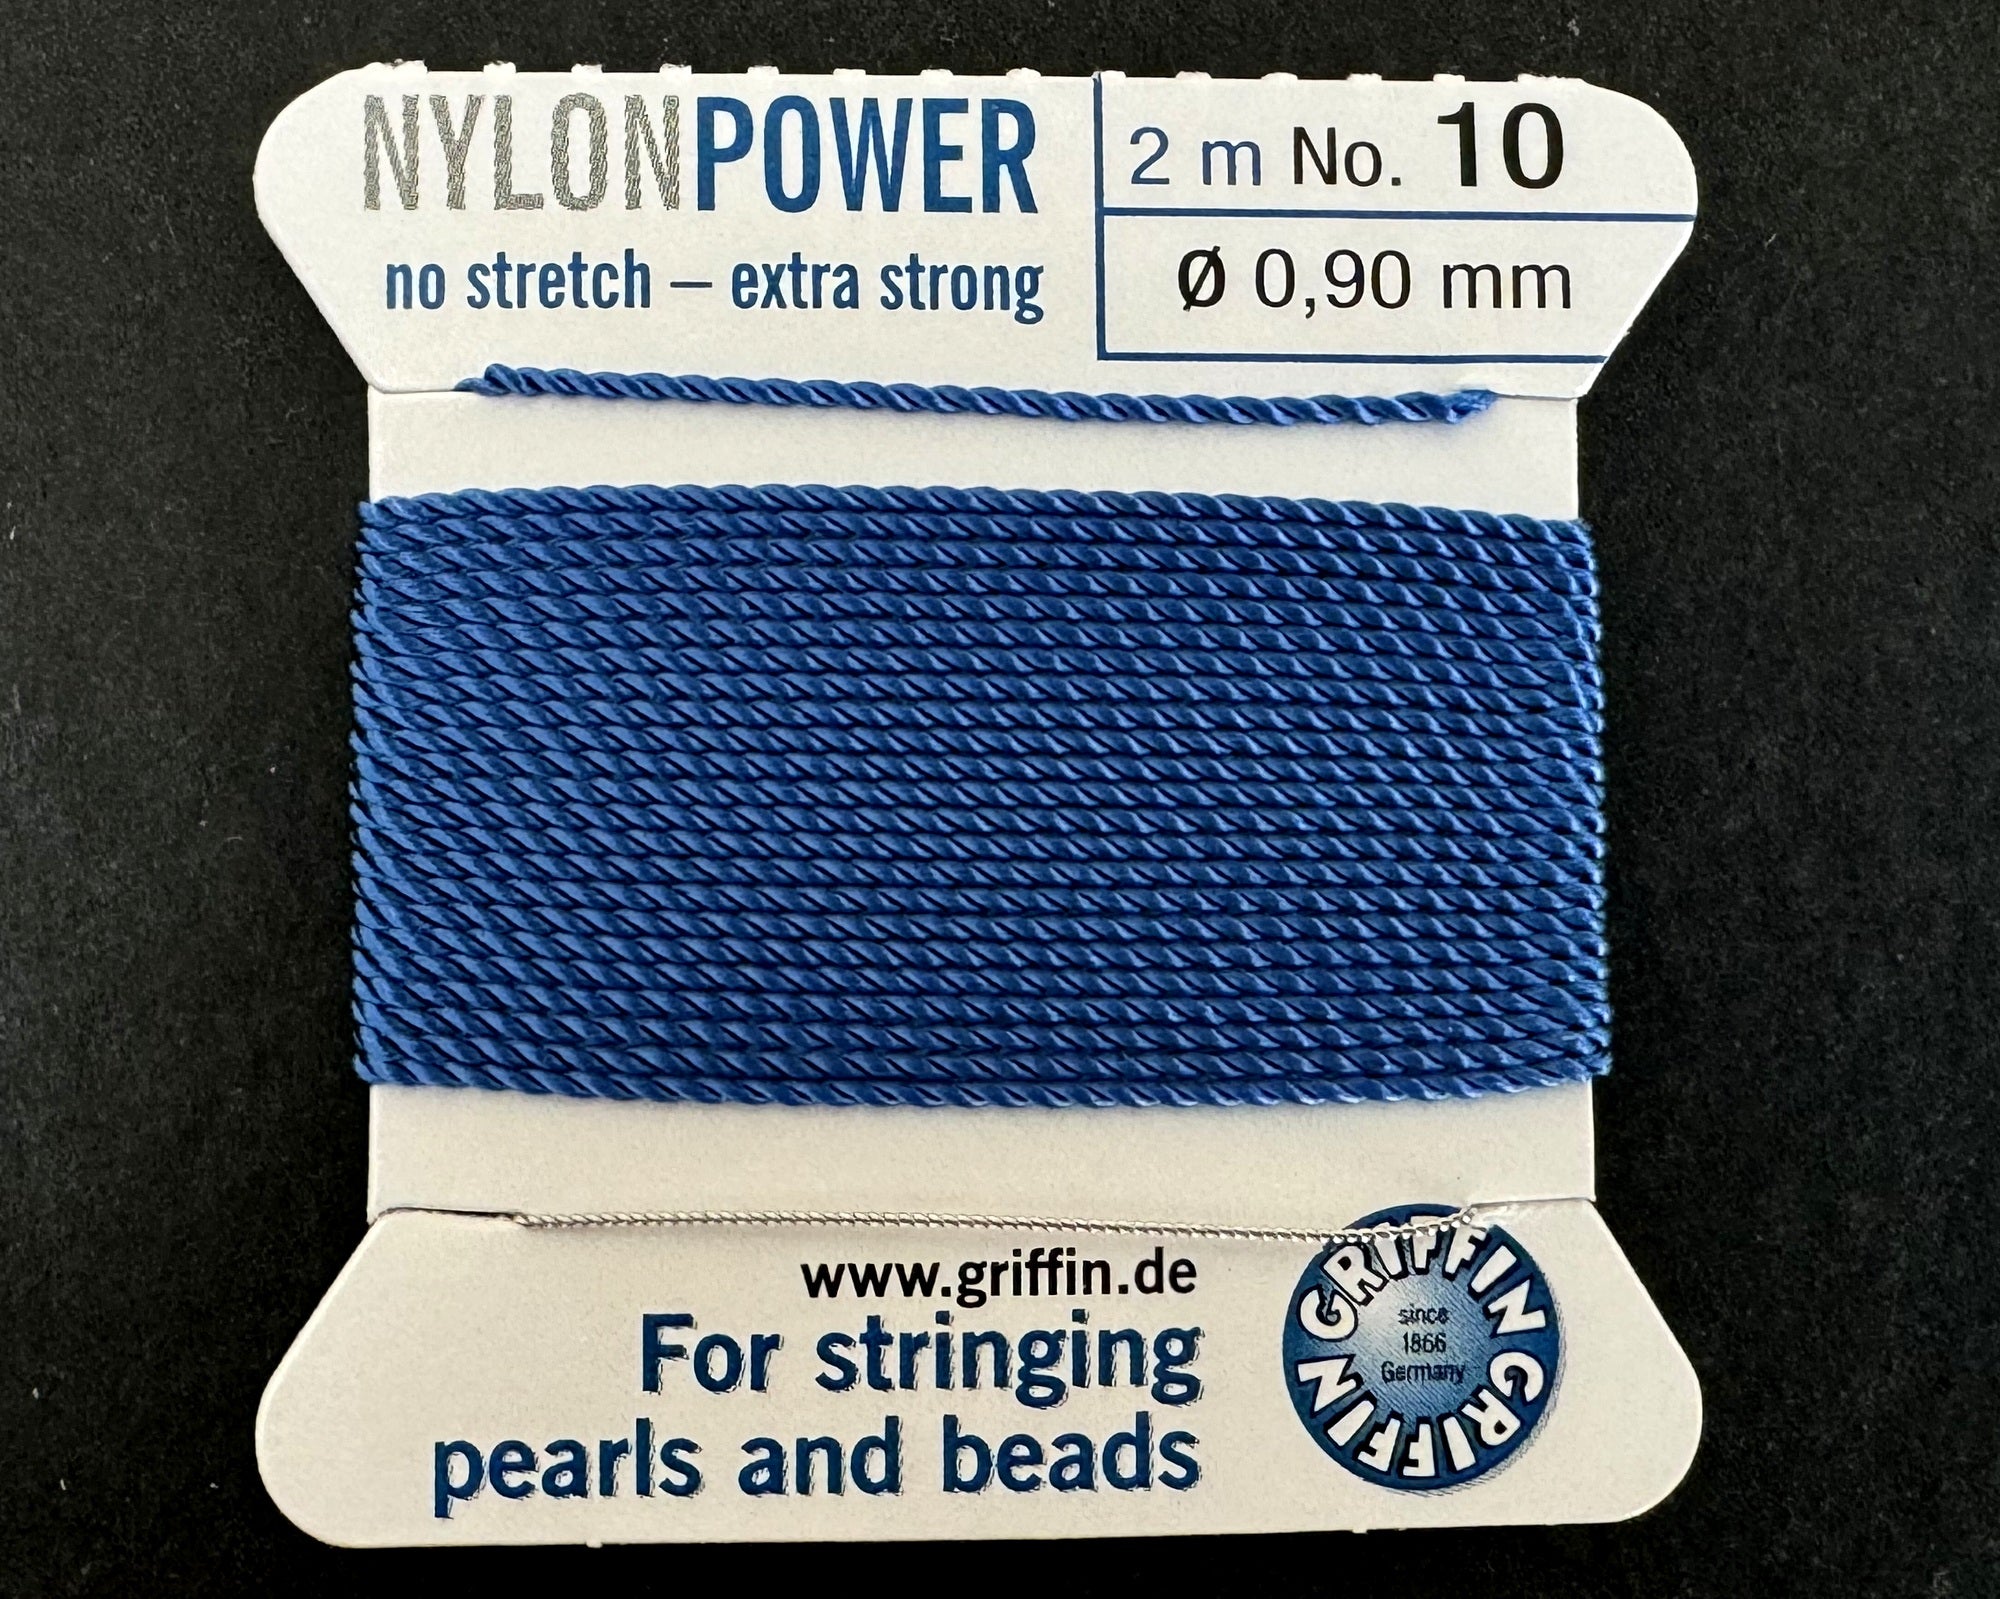 NYLONPOWER
2 m No. 10
no stretch – extra strong
Ø 0,90 mm
www.griffin.de
For stringing
pearls and beads
GRIFFIN GRIFFIN GRIFFIN
since
1866
Germany